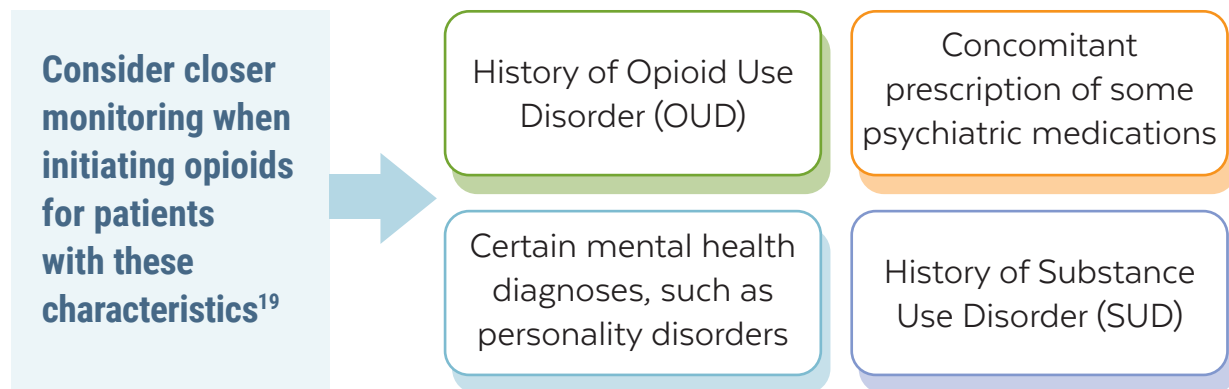 Consider closer
monitoring when
initiating opioids
for patients
with these
characteristics¹⁹
History of Opioid Use
Disorder (OUD)
Concomitant
prescription of some
psychiatric medications
Certain mental health
diagnoses, such as
personality disorders
History of Substance
Use Disorder (SUD)